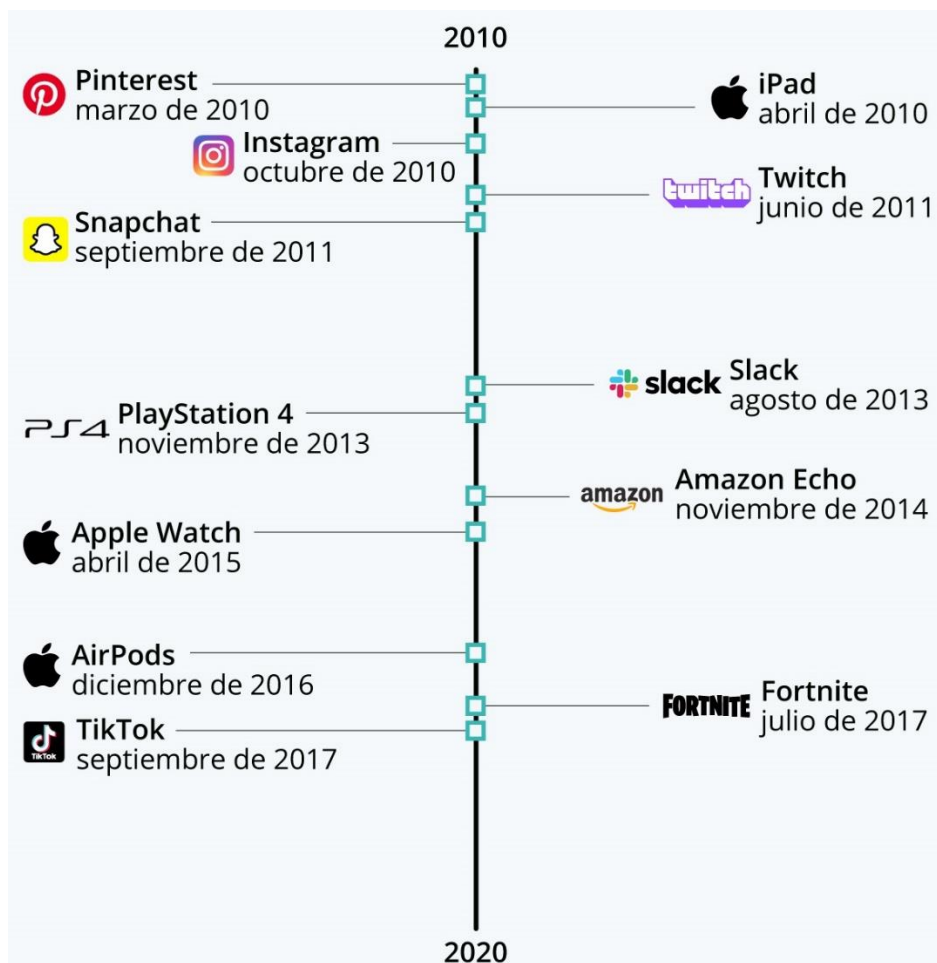 2010
Pinterest
marzo de 2010
iPad
abril de 2010
Instagram
octubre de 2010
twitch
Twitch
junio de 2011
Snapchat
septiembre de 2011
slack
Slack
agosto de 2013
PS4
PlayStation 4
noviembre de 2013
amazon
Amazon Echo
noviembre de 2014
Apple Watch
abril de 2015
AirPods
diciembre de 2016
FORTNITE
Fortnite
julio de 2017
TikTok
TikTok
septiembre de 2017
2020